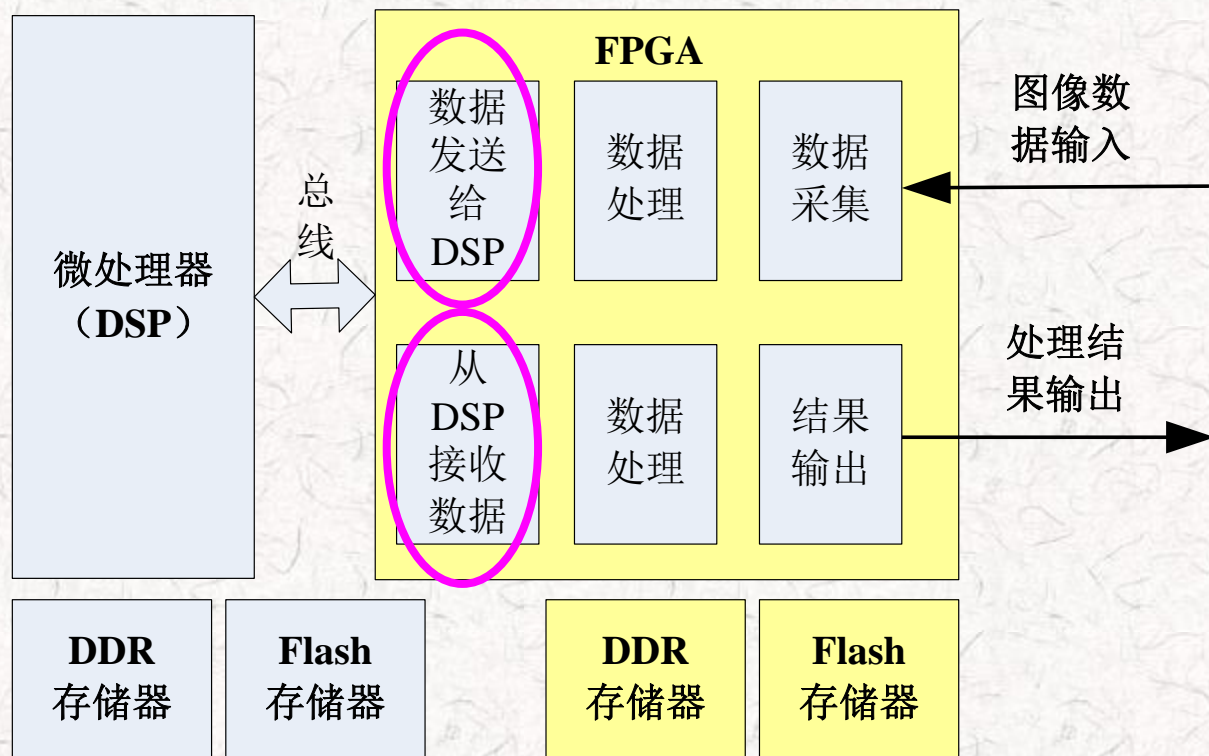 FPGA
数据
发送
给
DSP
数据
处理
数据
采集
图像数
据输入
总
线
微处理器
（DSP）
从
DSP
接收
数据
数据
处理
结果
输出
处理结
果输出
DDR
存储器
Flash
存储器
DDR
存储器
Flash
存储器